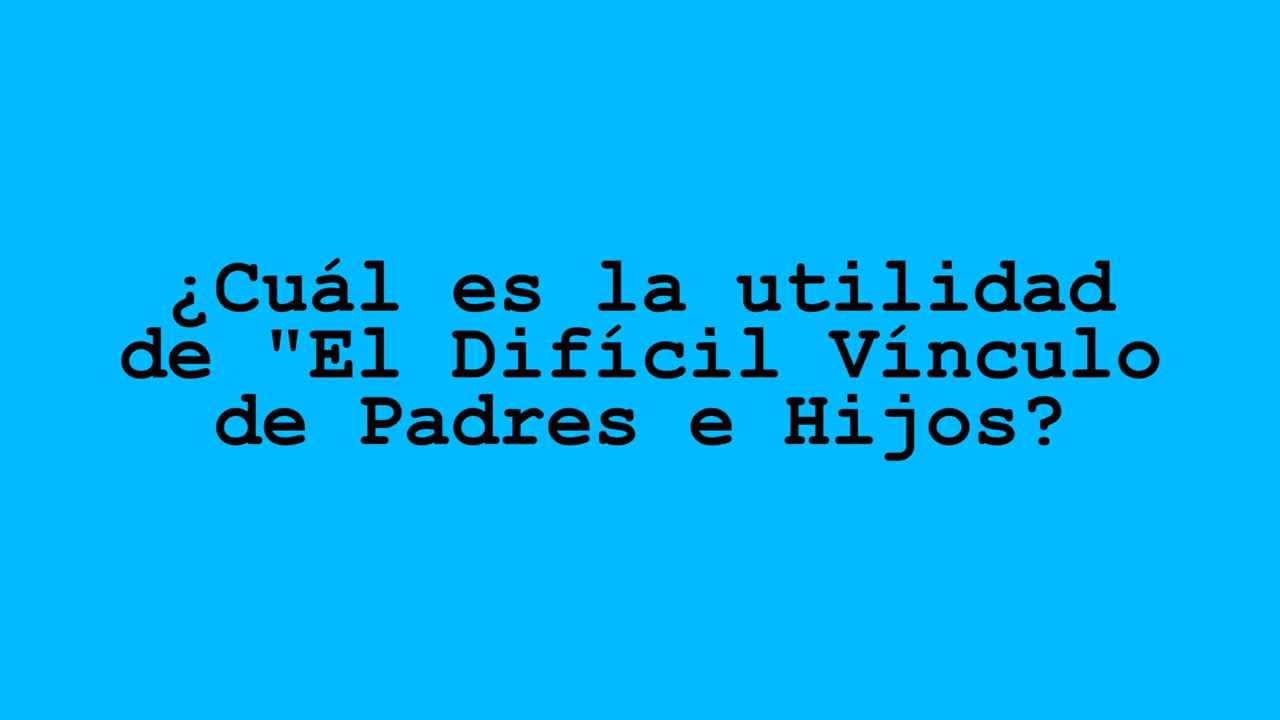 ¿Cuál es la utilidad
de "El Difícil Vínculo
de Padres e Hijos?